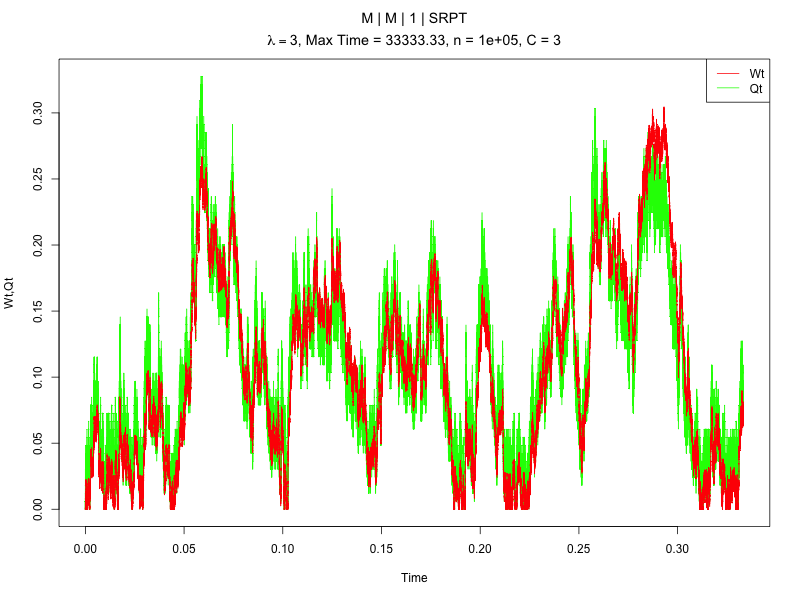 M | M | 1 | SRPT
λ = 3, Max Time = 33333.33, n = 1e+05, C = 3
Wt
Qt
Wt,Qt
0.30
0.25
0.20
0.15
0.10
0.05
0.00
0.00 0.05 0.10 0.15 0.20 0.25 0.30
Time